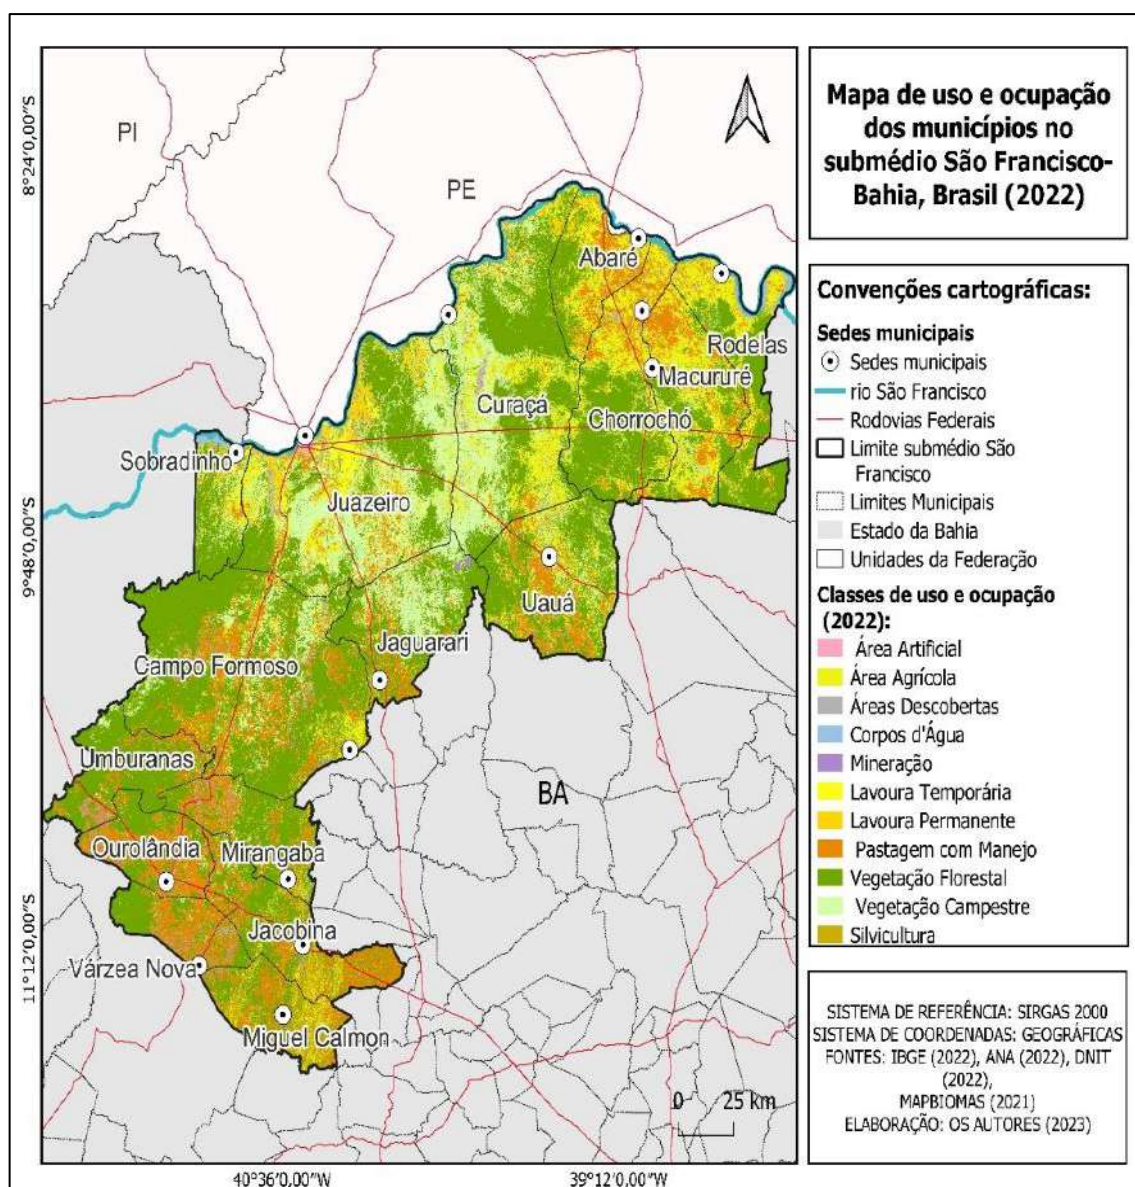 Mapa de uso e ocupação
dos municípios no
submédio São Francisco-
Bahia, Brasil (2022)
Convenções cartográficas:
Sedes municipais
Sedes municipais
rio São Francisco
Rodovias Federais
Limite submédio São
Francisco
Limites Municipais
Estado da Bahia
Unidades da Federação
Classes de uso e ocupação
(2022):
Área Artificial
Área Agrícola
Áreas Descobertas
Corpos d'Água
Mineração
Lavoura Temporária
Lavoura Permanente
Pastagem com Manejo
Vegetação Florestal
Vegetação Campestre
Silvicultura
SISTEMA DE REFERÊNCIA: SIRGAS 2000
SISTEMA DE COORDENADAS: GEOGRÁFICAS
FONTES: IBGE (2022), ANA (2022), DNIT
(2022),
MAPBIOMAS (2021)
ELABORAÇÃO: OS AUTORES (2023)
PI
PE
Abaré
Rodelas
Macururé
Curaçá
Chorrochó
Sobradinho
Juazeiro
Uauá
Jaguarari
Campo Formoso
Umburanas
BA
Ourolândia
Mirangaba
Jacobina
Várzea Nova
Miguel Calmon
0 25 km
8°24'0,00"S
9°48'0,00"S
11°12'0,00"S
40°36'0.00"W
39°12'0.00"W